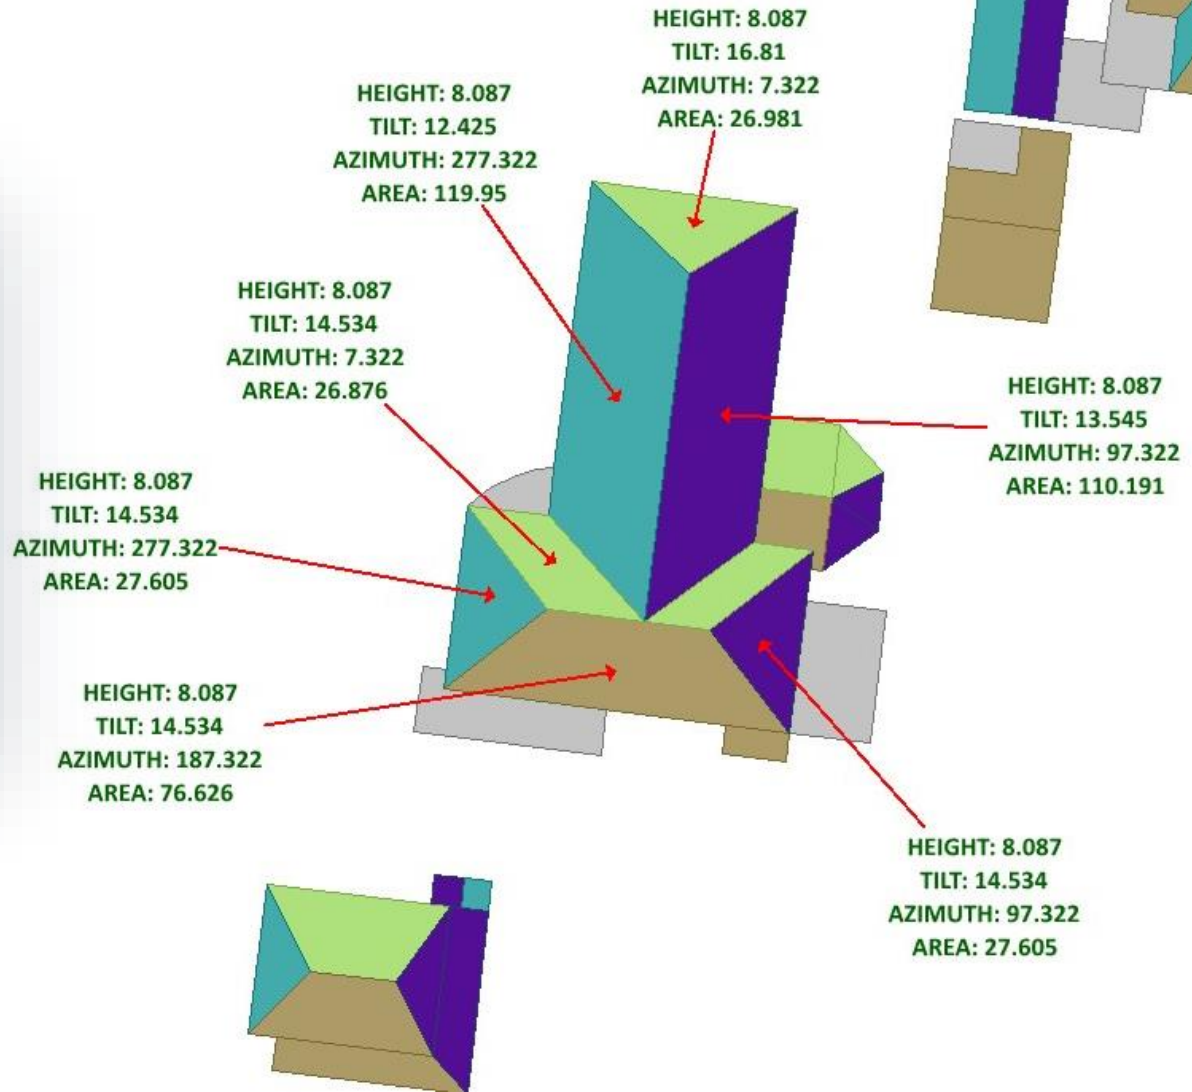 HEIGHT: 8.087
TILT: 16.81
AZIMUTH: 7.322
AREA: 26.981
HEIGHT: 8.087
TILT: 12.425
AZIMUTH: 277.322
AREA: 119.95
HEIGHT: 8.087
TILT: 14.534
AZIMUTH: 7.322
AREA: 26.876
HEIGHT: 8.087
TILT: 13.545
AZIMUTH: 97.322
AREA: 110.191
HEIGHT: 8.087
TILT: 14.534
AZIMUTH: 277.322
AREA: 27.605
HEIGHT: 8.087
TILT: 14.534
AZIMUTH: 187.322
AREA: 76.626
HEIGHT: 8.087
TILT: 14.534
AZIMUTH: 97.322
AREA: 27.605